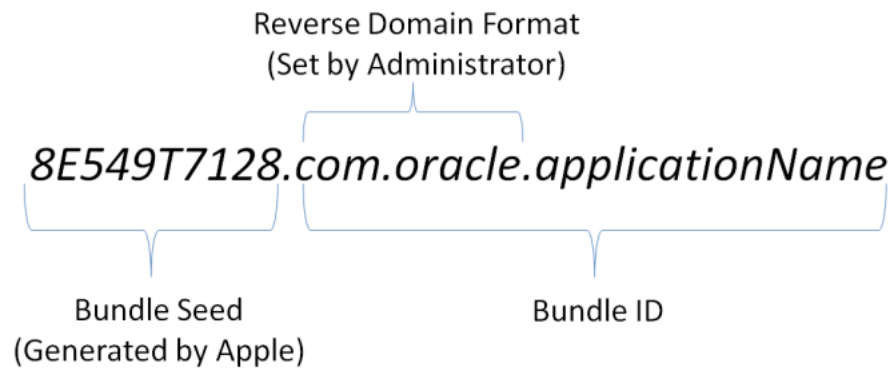 Reverse Domain Format
(Set by Administrator)
8E549T7128.com.oracle.applicationName
Bundle Seed
(Generated by Apple)
Bundle ID